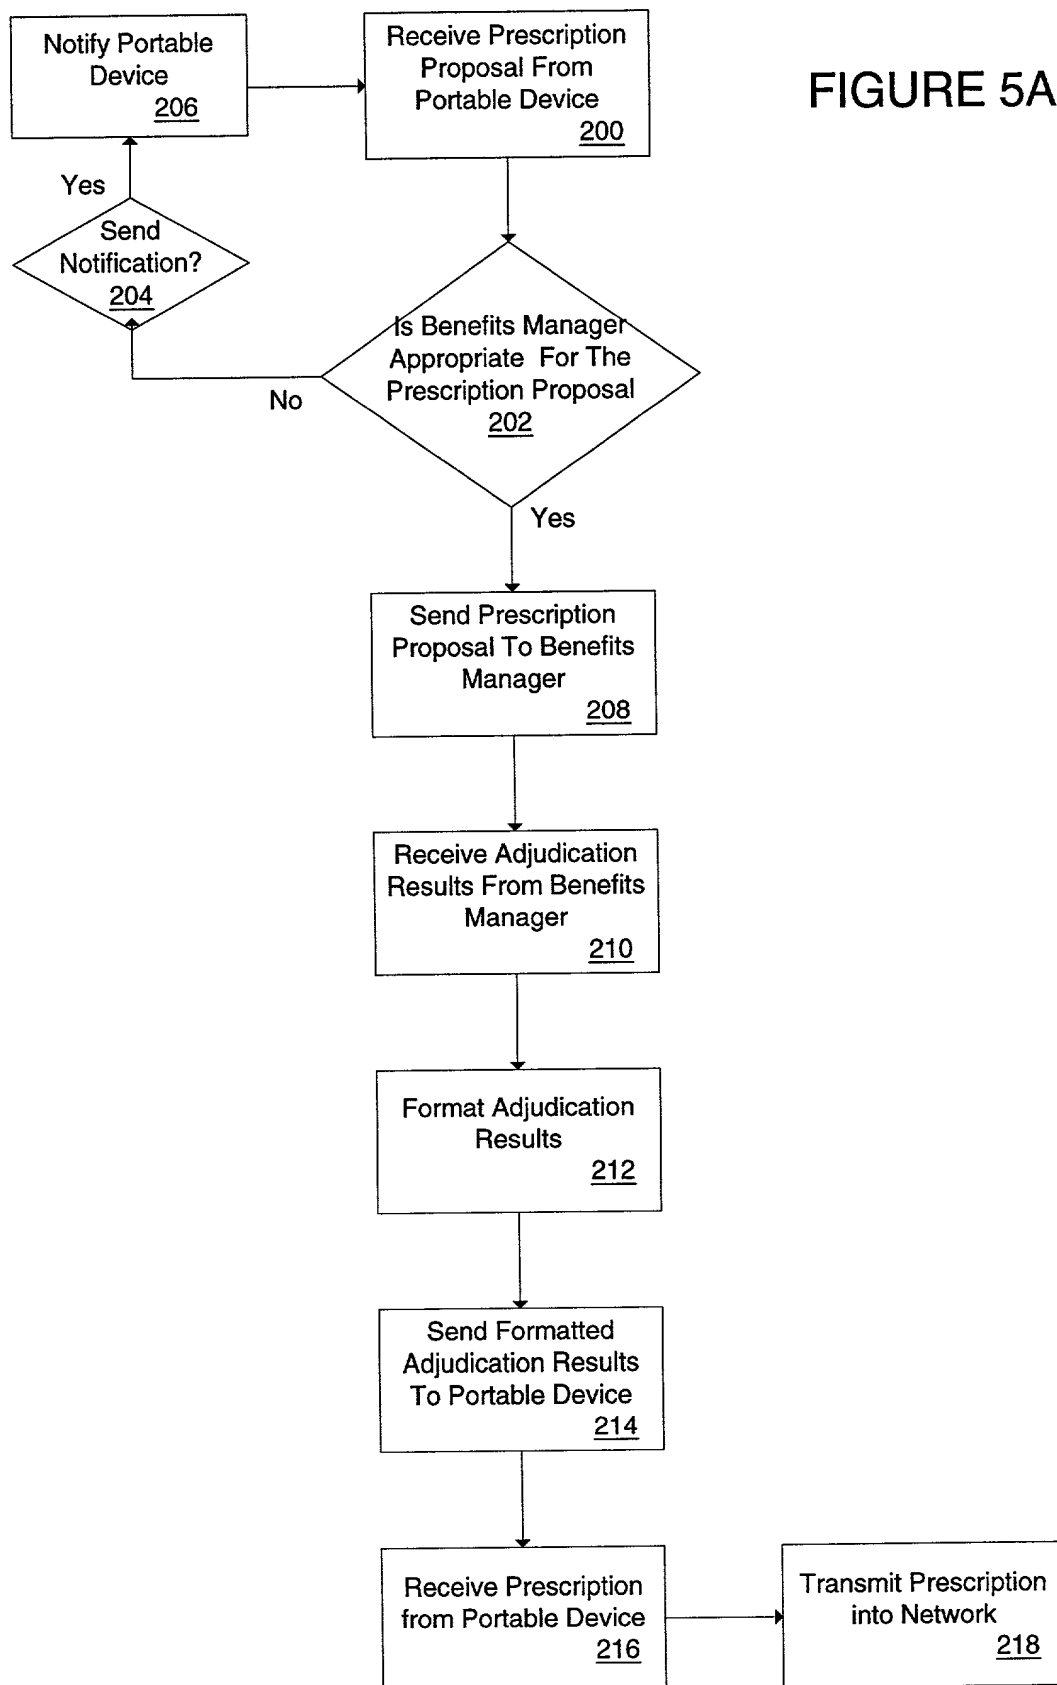 FIGURE 5A
Notify Portable
Device
206
Receive Prescription
Proposal From
Portable Device
200
Yes
Send
Notification?
204
Is Benefits Manager
Appropriate For The
Prescription Proposal
202
No
Yes
Send Prescription
Proposal To Benefits
Manager
208
Receive Adjudication
Results From Benefits
Manager
210
Format Adjudication
Results
212
Send Formatted
Adjudication Results
To Portable Device
214
Receive Prescription
from Portable Device
216
Transmit Prescription
into Network
218